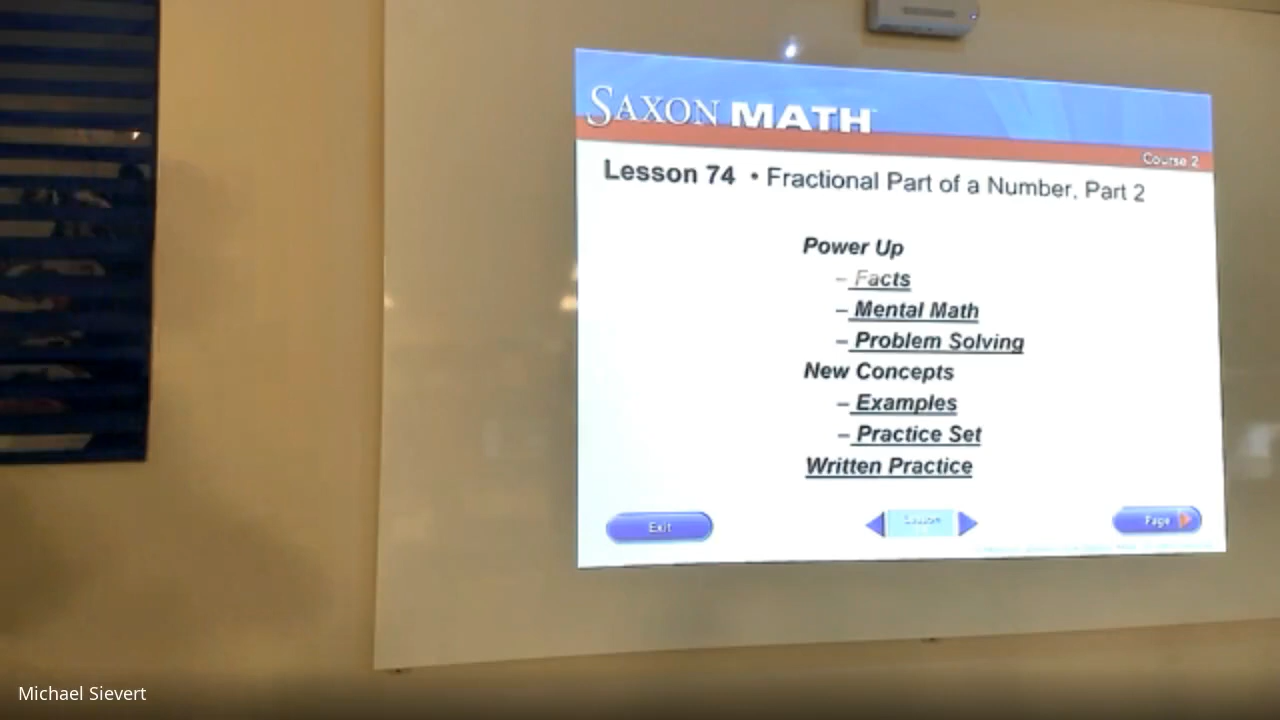 SAXON MATH
Course 2
Lesson 74 • Fractional Part of a Number, Part 2
Power Up
– Facts
– Mental Math
– Problem Solving
New Concepts
– Examples
– Practice Set
Written Practice
Exit
Lesson
Page
Michael Sievert